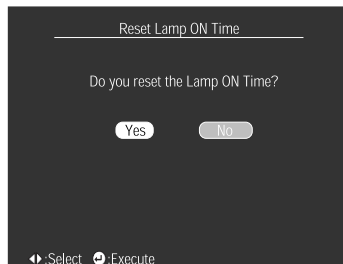 Reset Lamp ON Time
Do you reset the Lamp ON Time?
Yes No
:Select :Execute